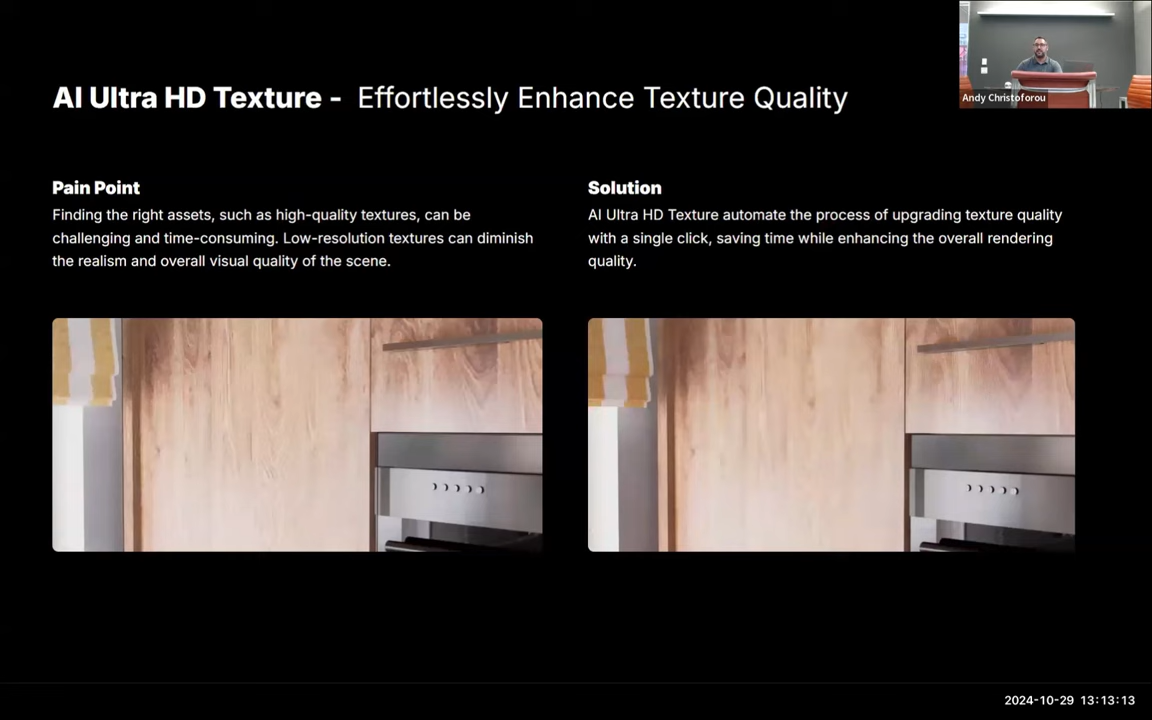 AI Ultra HD Texture - Effortlessly Enhance Texture Quality
Andy Christoforou
Pain Point
Finding the right assets, such as high-quality textures, can be
challenging and time-consuming. Low-resolution textures can diminish
the realism and overall visual quality of the scene.
Solution
AI Ultra HD Texture automate the process of upgrading texture quality
with a single click, saving time while enhancing the overall rendering
quality.
2024-10-29 13:13:13